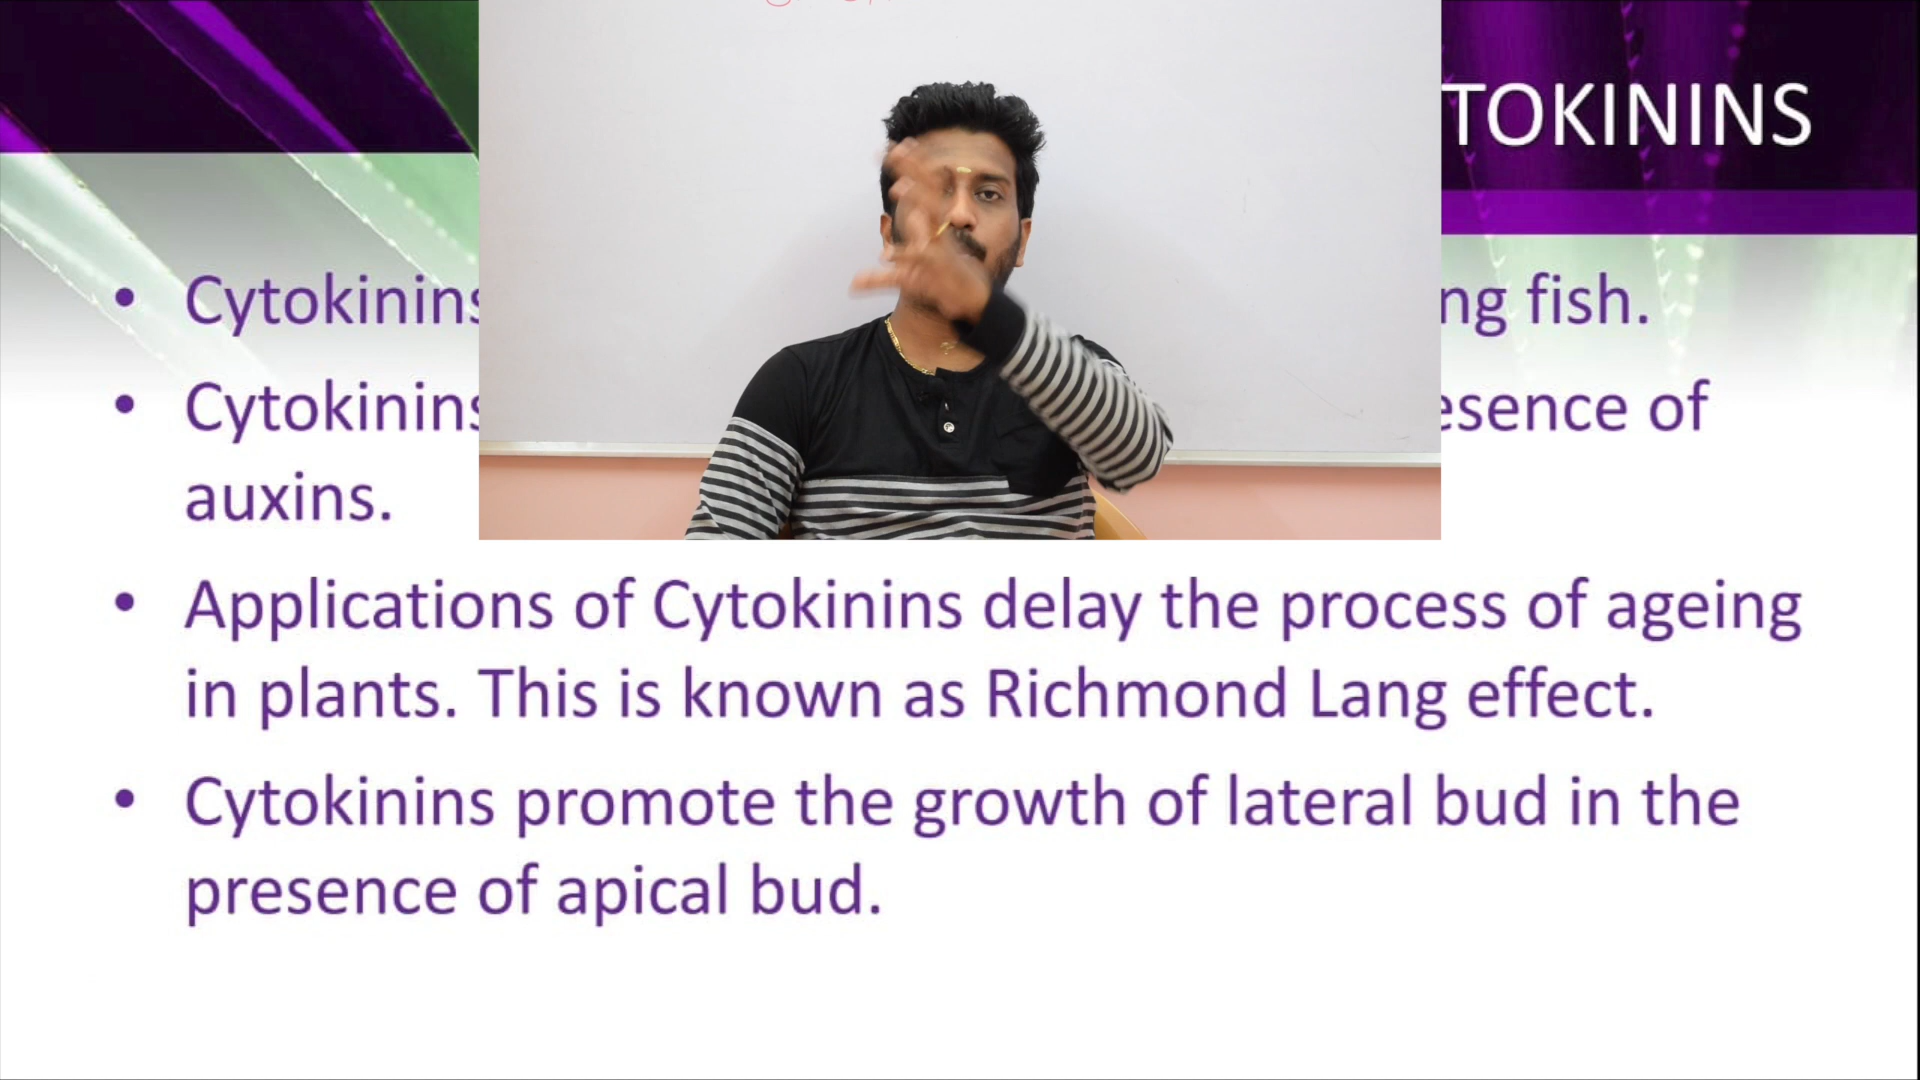 TOKININS
• Cytokinins ng fish.
• Cytokinins esence of
auxins.
• Applications of Cytokinins delay the process of ageing
in plants. This is known as Richmond Lang effect.
• Cytokinins promote the growth of lateral bud in the
presence of apical bud.